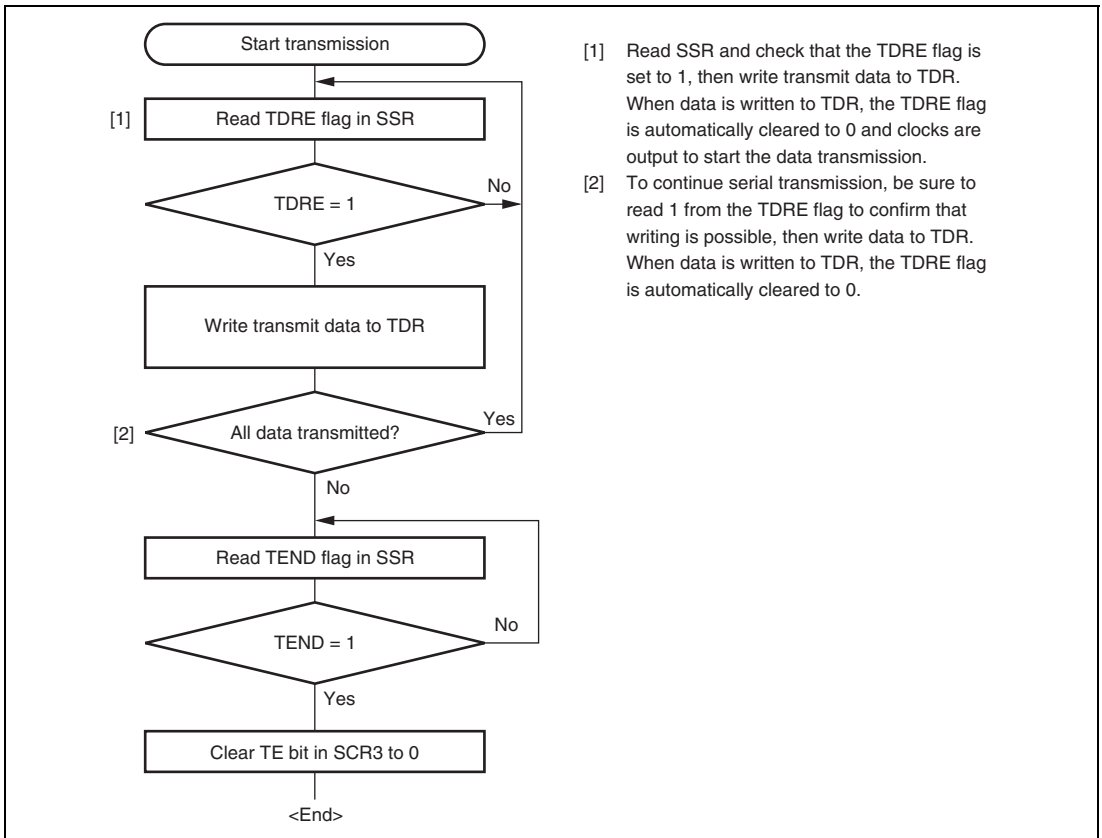 Start transmission
[1] Read TDRE flag in SSR
TDRE = 1
No
Yes
Write transmit data to TDR
[2] All data transmitted?
Yes
No
Read TEND flag in SSR
TEND = 1
No
Yes
Clear TE bit in SCR3 to 0
<End>
[1] Read SSR and check that the TDRE flag is
set to 1, then write transmit data to TDR.
When data is written to TDR, the TDRE flag
is automatically cleared to 0 and clocks are
output to start the data transmission.
[2] To continue serial transmission, be sure to
read 1 from the TDRE flag to confirm that
writing is possible, then write data to TDR.
When data is written to TDR, the TDRE flag
is automatically cleared to 0.